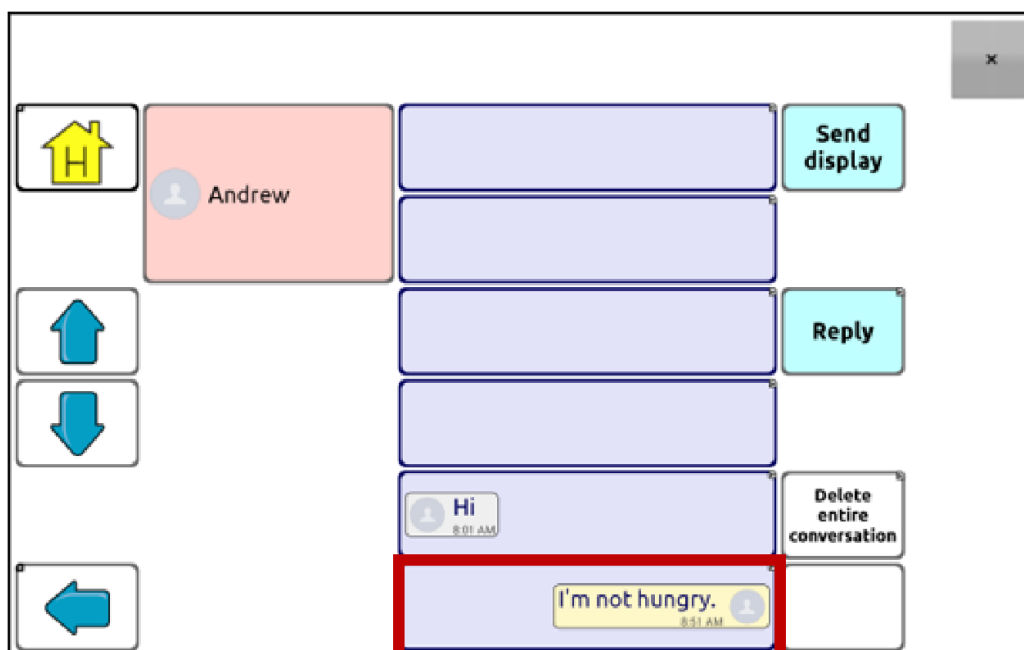 ×
H
Andrew
Send
display
Reply
Hi
8:01 AM
Delete
entire
conversation
I'm not hungry.
8:51 AM